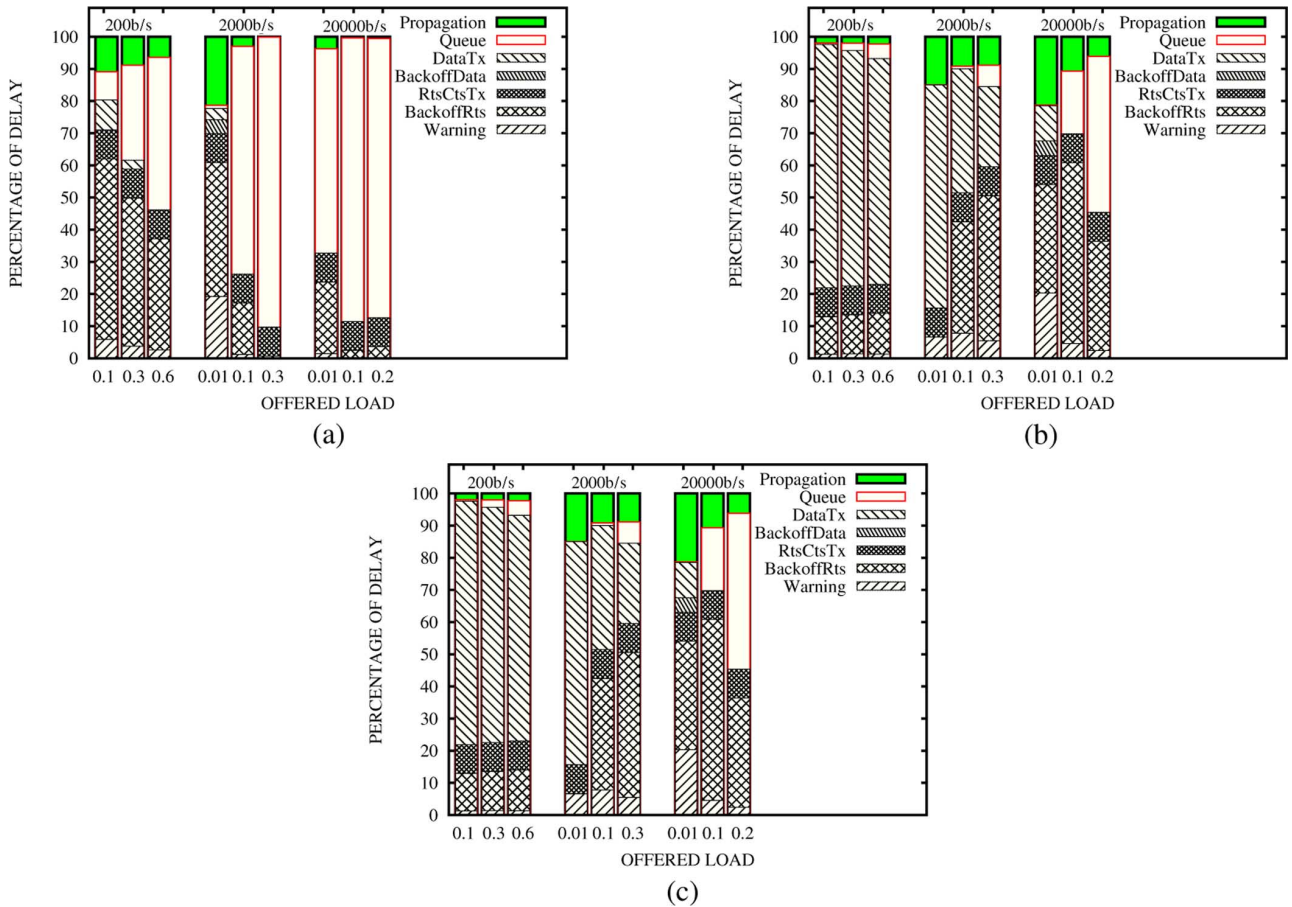 200b/s 2000b/s 20000b/s
Propagation
Queue
DataTx
BackoffData
RtsCtsTx
BackoffRts
Warning
100
90
80
70
60
50
40
30
20
10
0
PERCENTAGE OF DELAY
0.1 0.3 0.6 0.01 0.1 0.3 0.01 0.1 0.2
OFFERED LOAD
(a)
200b/s 2000b/s 20000b/s
Propagation
Queue
DataTx
BackoffData
RtsCtsTx
BackoffRts
Warning
100
90
80
70
60
50
40
30
20
10
0
PERCENTAGE OF DELAY
0.1 0.3 0.6 0.01 0.1 0.3 0.01 0.1 0.2
OFFERED LOAD
(b)
200b/s 2000b/s 20000b/s
Propagation
Queue
DataTx
BackoffData
RtsCtsTx
BackoffRts
Warning
100
90
80
70
60
50
40
30
20
10
0
PERCENTAGE OF DELAY
0.1 0.3 0.6 0.01 0.1 0.3 0.01 0.1 0.2
OFFERED LOAD
(c)